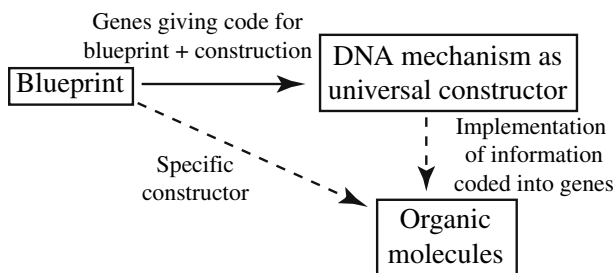 Genes giving code for
blueprint + construction
Blueprint
DNA mechanism as
universal constructor
Specific
constructor
Implementation
of information
coded into genes
Organic
molecules